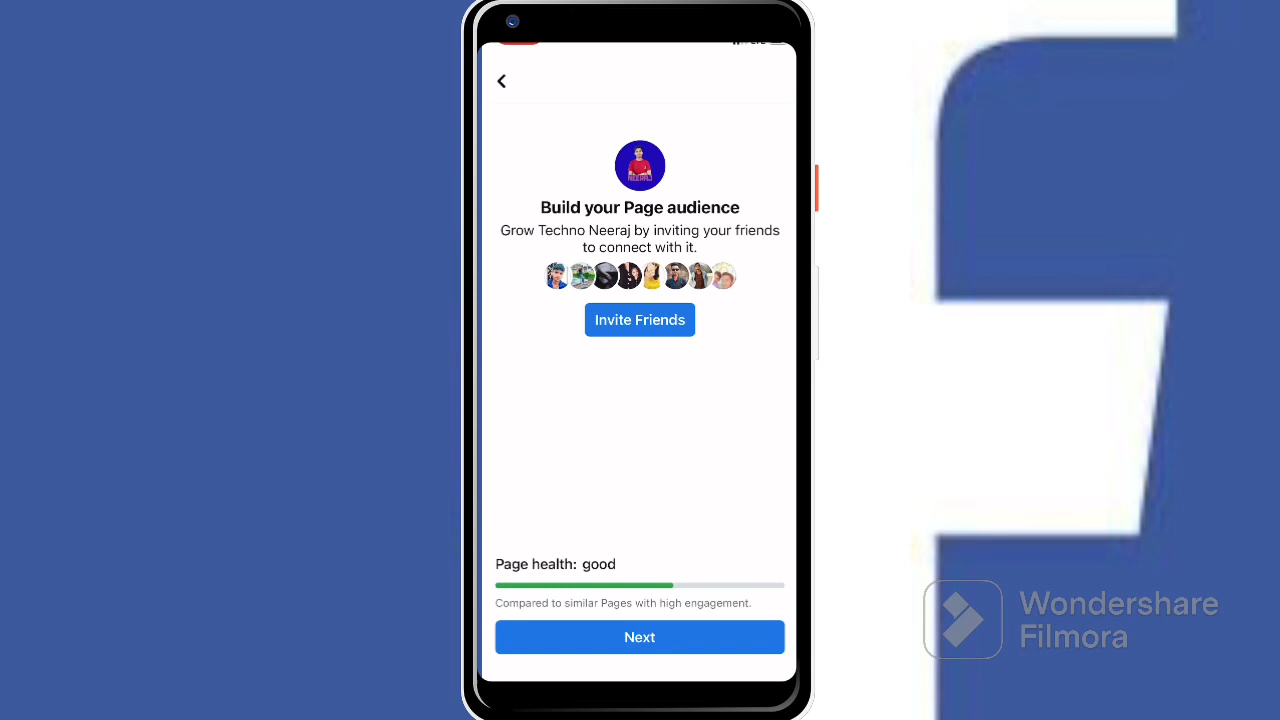 Build your Page audience
Grow Techno Neeraj by inviting your friends
to connect with it.
Invite Friends
Page health: good
Compared to similar Pages with high engagement.
Next
Wondershare
Filmora